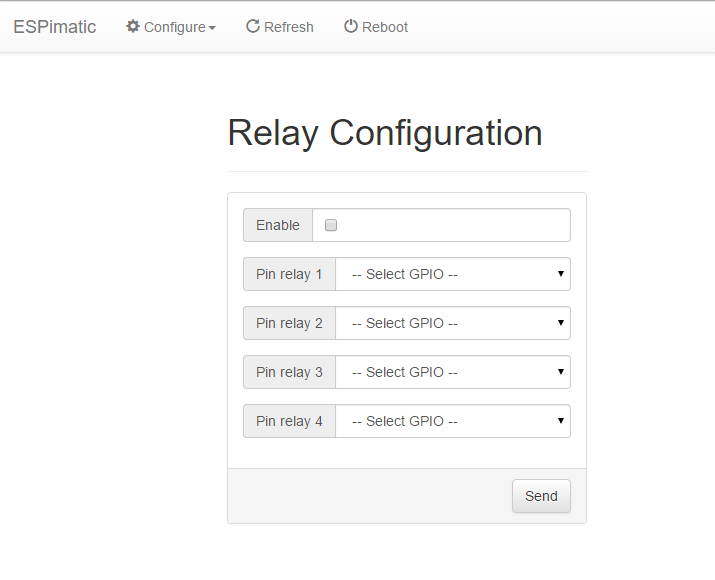 ESPimatic Configure Refresh Reboot
Relay Configuration
Enable
Pin relay 1 -- Select GPIO --
Pin relay 2 -- Select GPIO --
Pin relay 3 -- Select GPIO --
Pin relay 4 -- Select GPIO --
Send